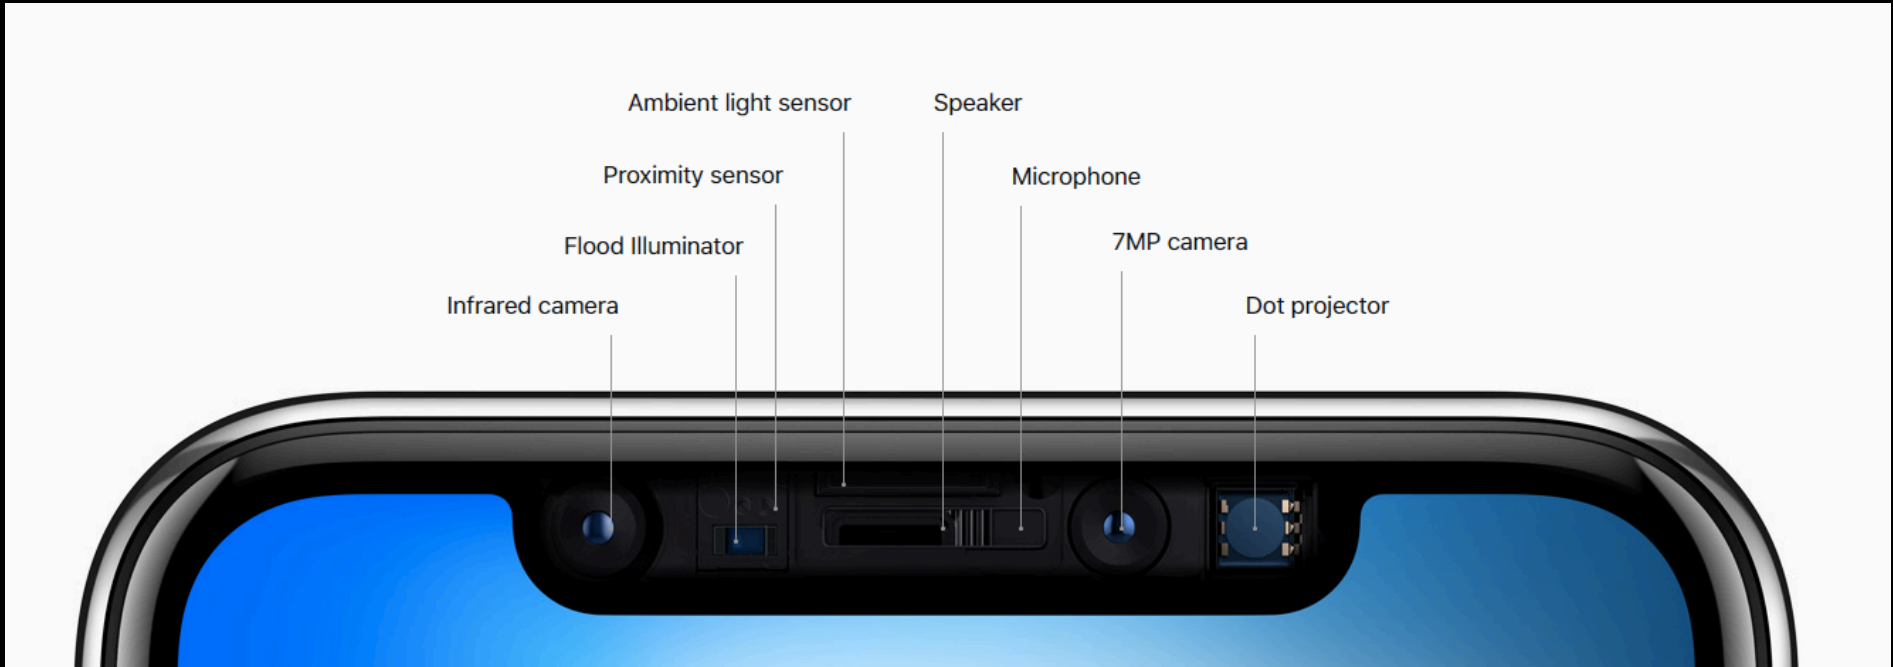 Ambient light sensor
Speaker
Proximity sensor
Microphone
Flood Illuminator
7MP camera
Infrared camera
Dot projector